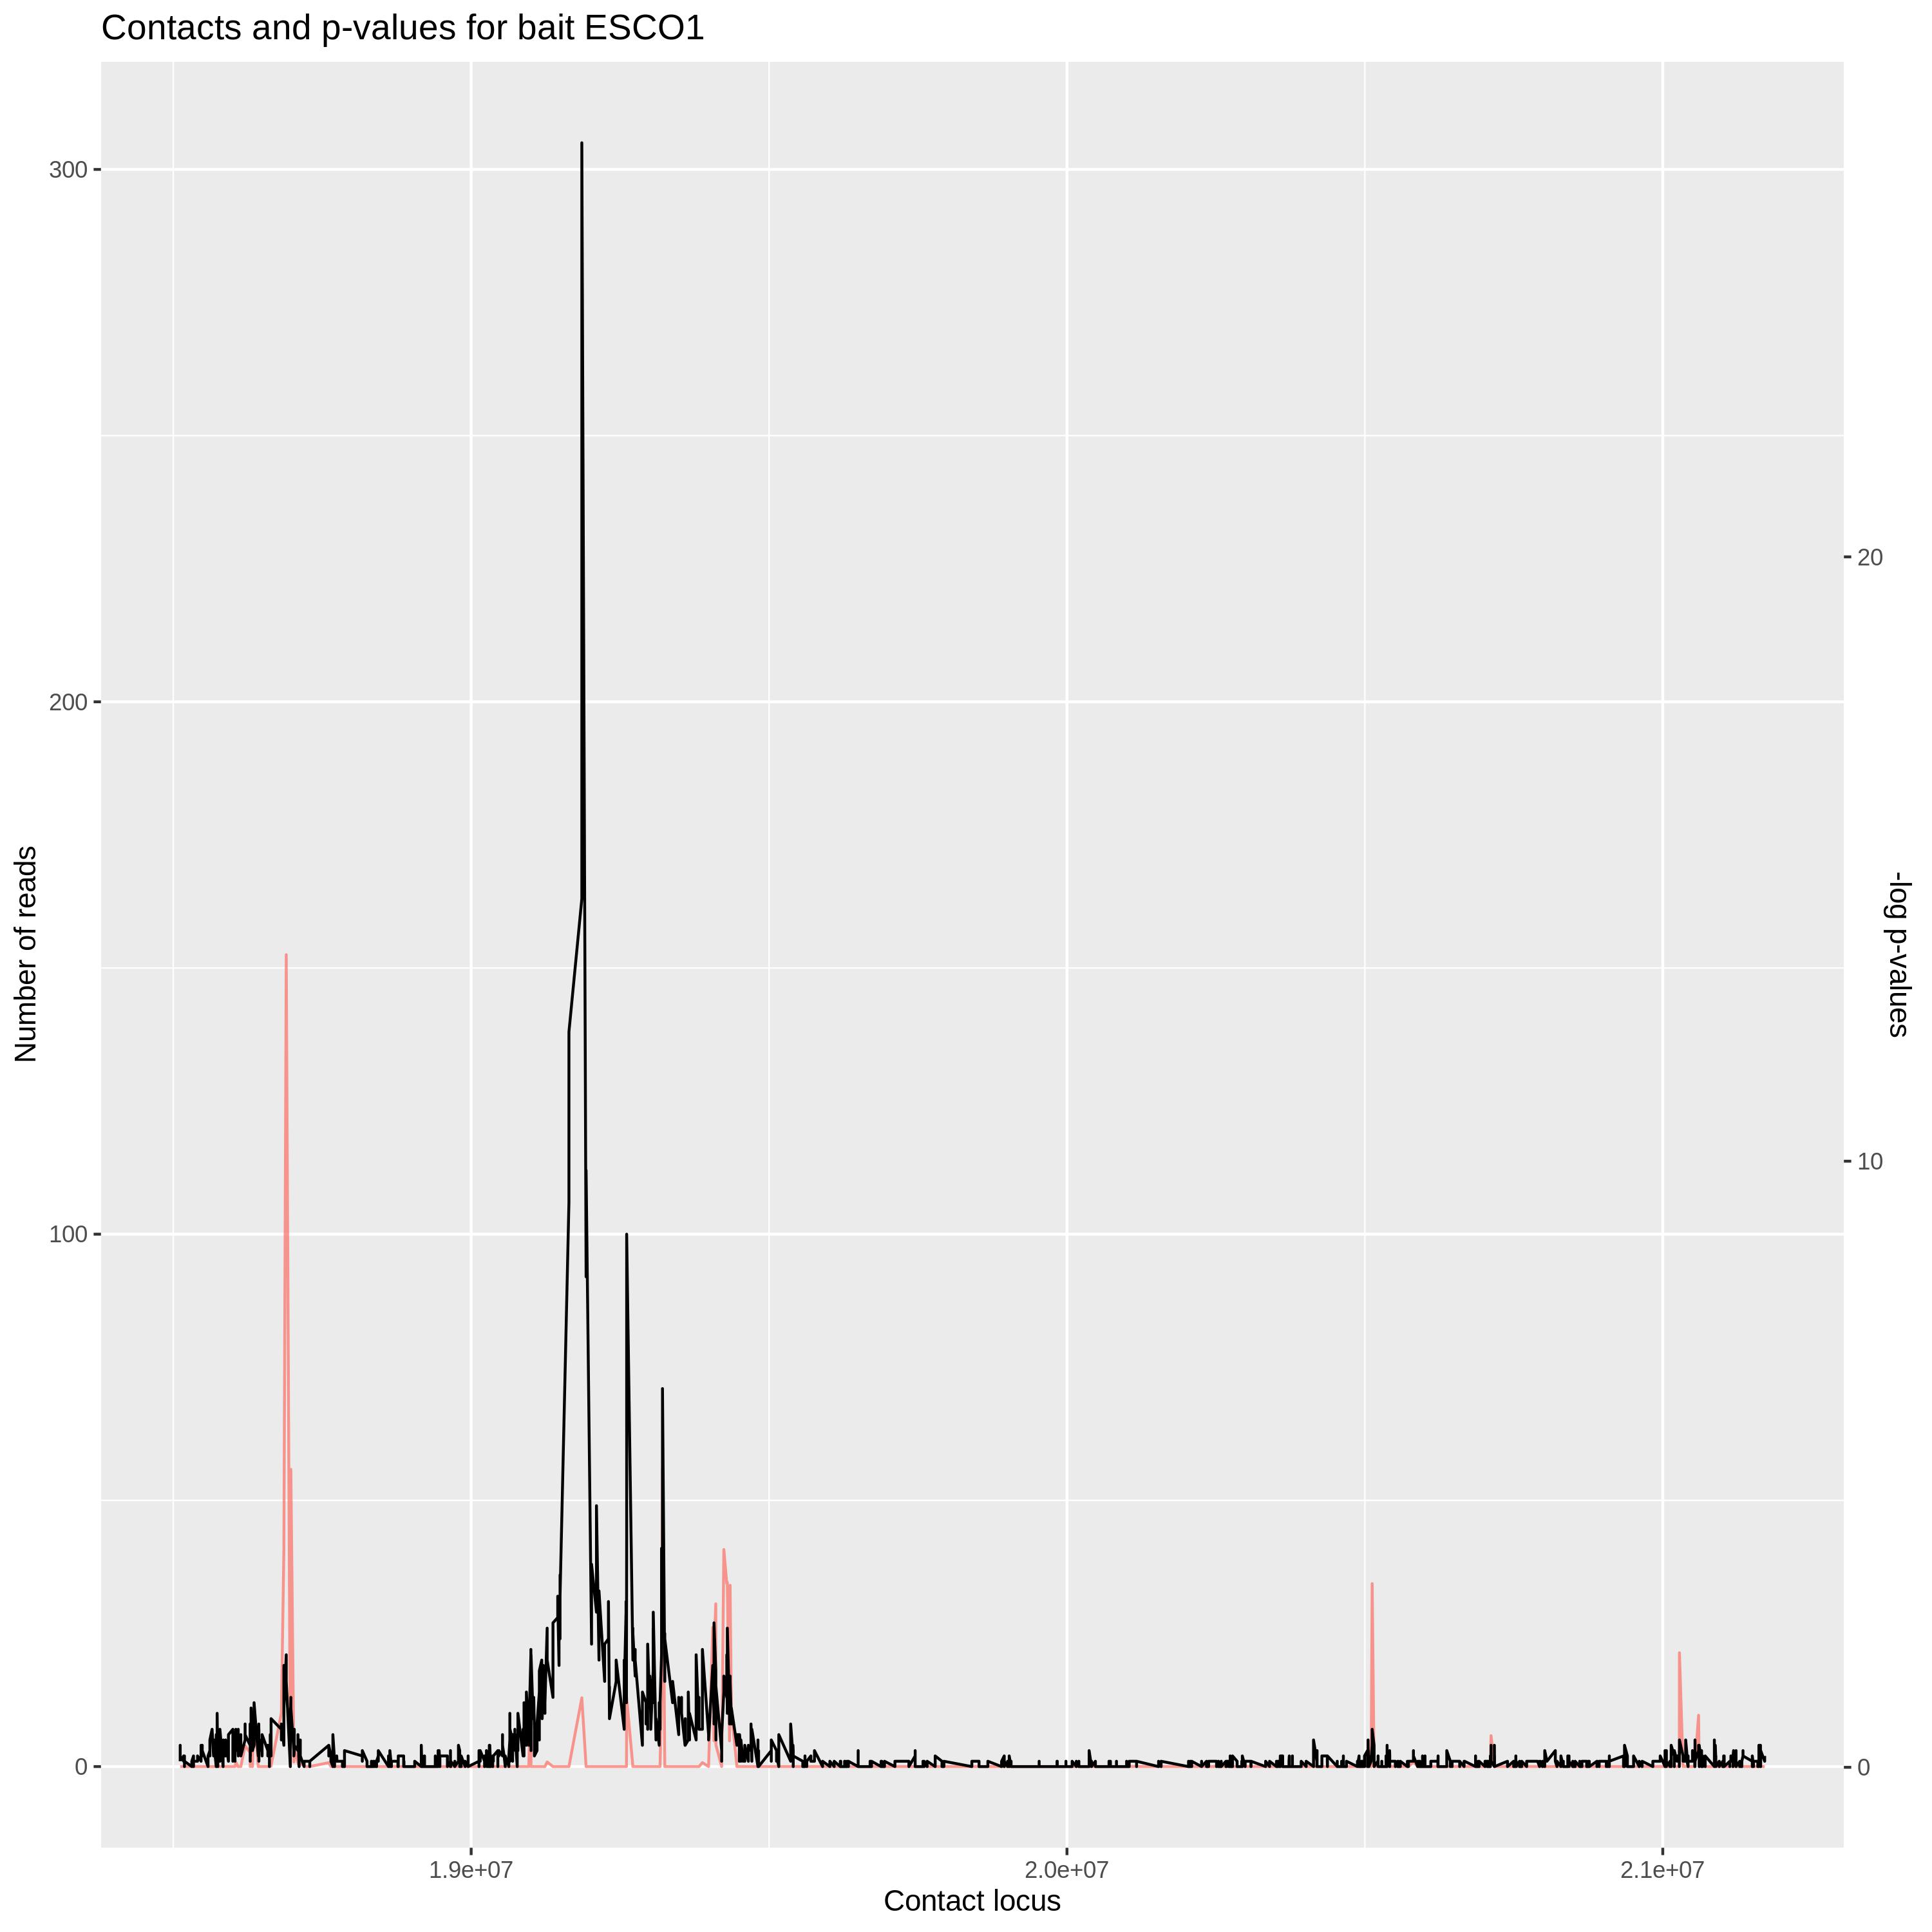 Contacts and p-values for bait ESCO1
Number of reads
300
200
100
0
-log p-values
20
10
0
1.9e+07
2.0e+07
2.1e+07
Contact locus